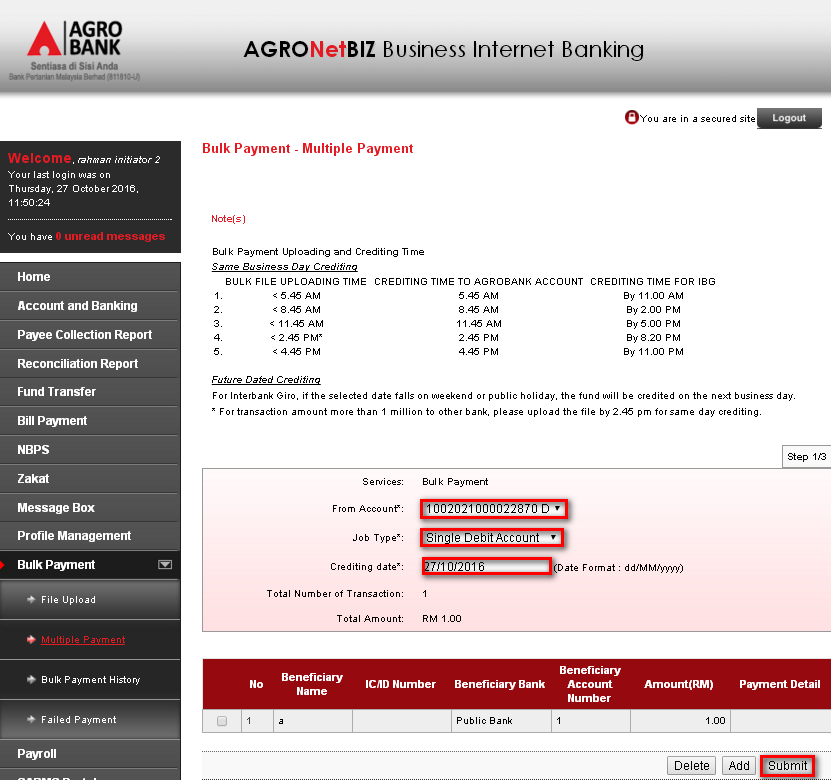 AGRO
BANK
Sentiasa di Sisi Anda
Bank Pertanian Malaysia Berhad (811810-U)
AGRONetBIZ Business Internet Banking
You are in a secured site
Logout
Welcome, rahman initiator 2
Your last login was on
Thursday, 27 October 2016,
11:50:24
You have 0 unread messages
Home
Account and Banking
Payee Collection Report
Reconciliation Report
Fund Transfer
Bill Payment
NBPS
Zakat
Message Box
Profile Management
Bulk Payment
File Upload
Multiple Payment
Bulk Payment History
Failed Payment
Payroll
Bulk Payment - Multiple Payment
Note(s)
Bulk Payment Uploading and Crediting Time
Same Business Day Crediting
BULK FILE UPLOADING TIME CREDITING TIME TO AGROBANK ACCOUNT CREDITING TIME FOR IBG
1. < 5.45 AM 5.45 AM By 11.00 AM
2. < 8.45 AM 8.45 AM By 2.00 PM
3. < 11.45 AM 11.45 AM By 5.00 PM
4. < 2.45 PM* 2.45 PM By 8.20 PM
5. < 4.45 PM 4.45 PM By 11.00 PM
Future Dated Crediting
For Interbank Giro, if the selected date falls on weekend or public holiday, the fund will be credited on the next business day.
* For transaction amount more than 1 million to other bank, please upload the file by 2.45 pm for same day crediting.
Step 1/3
Services: Bulk Payment
From Account*: 1002021000022870 D
Job Type*: Single Debit Account
Crediting date*: 27/10/2016 (Date Format : dd/MM/yyyy)
Total Number of Transaction: 1
Total Amount: RM 1.00
No Beneficiary Name IC/ID Number Beneficiary Bank Beneficiary Account Number Amount(RM) Payment Detail
1 a Public Bank 1 1.00
Delete Add Submit